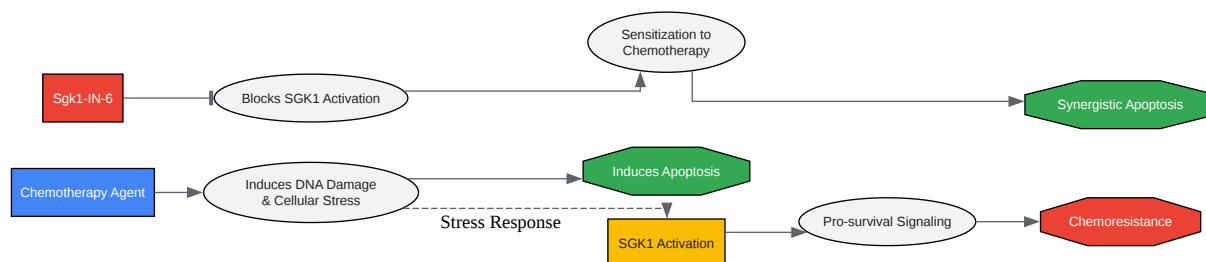 Sensitization to
Chemotherapy
Sgk1-IN-6
Blocks SGK1 Activation
Synergistic Apoptosis
Induces DNA Damage
& Cellular Stress
Induces Apoptosis
Chemotherapy Agent
Stress Response
SGK1 Activation
Pro-survival Signaling
Chemoresistance